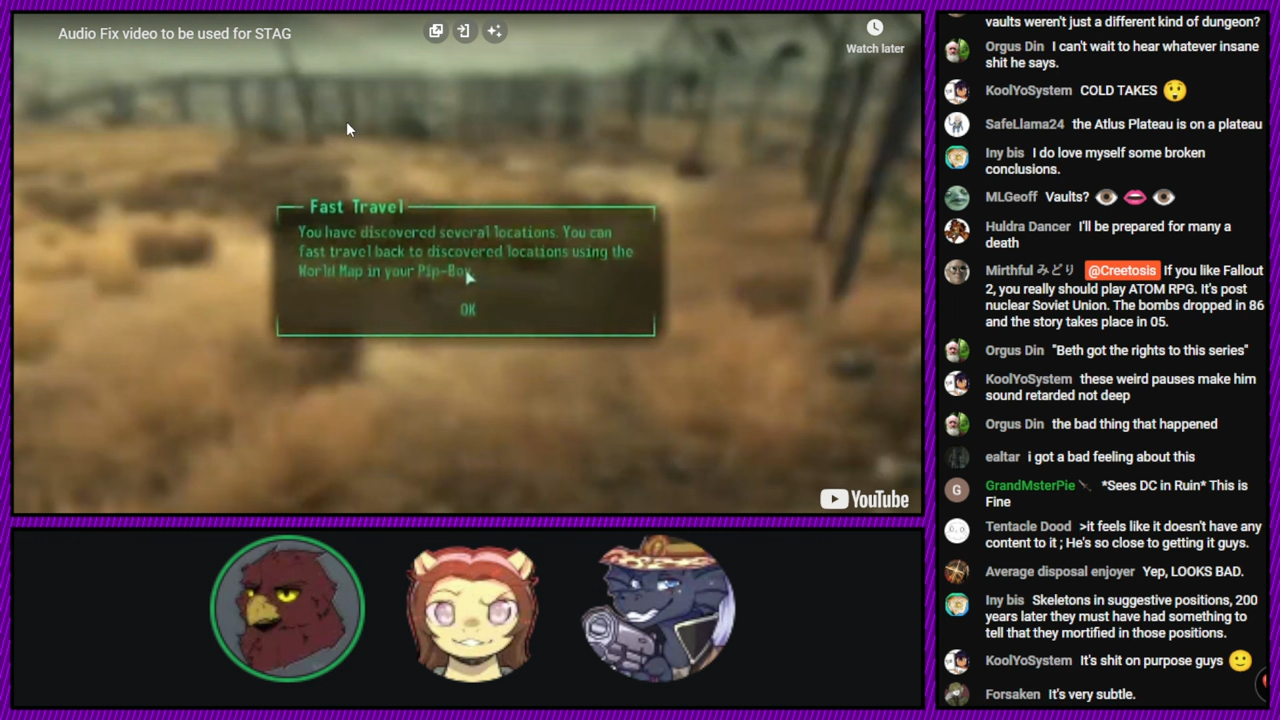 Audio Fix video to be used for STAG
Watch later
Fast Travel
You have discovered several locations. You can
fast travel back to discovered locations using the
World Map in your Pip-Boy.
OK
YouTube
vaults weren't just a different kind of dungeon?
Orgus Din I can't wait to hear whatever insane
shit he says.
KoolYoSystem COLD TAKES 😲
SafeLlama24 the Atlus Plateau is on a plateau
Iny bis I do love myself some broken
conclusions.
MLGeoff Vaults? 👁👄👁
Huldra Dancer I'll be prepared for many a
death
Mirthful みどり @Creetosis If you like Fallout
2, you really should play ATOM RPG. It's post
nuclear Soviet Union. The bombs dropped in 86
and the story takes place in 05.
Orgus Din "Beth got the rights to this series"
KoolYoSystem these weird pauses make him
sound retarded not deep
Orgus Din the bad thing that happened
ealtar i got a bad feeling about this
G
GrandMsterPie *Sees DC in Ruin* This is
Fine
Tentacle Dood >it feels like it doesn't have any
content to it ; He's so close to getting it guys.
Average disposal enjoyer Yep, LOOKS BAD.
Iny bis Skeletons in suggestive positions, 200
years later they must have had something to
tell that they mortified in those positions.
KoolYoSystem It's shit on purpose guys 🙂
Forsaken It's very subtle.